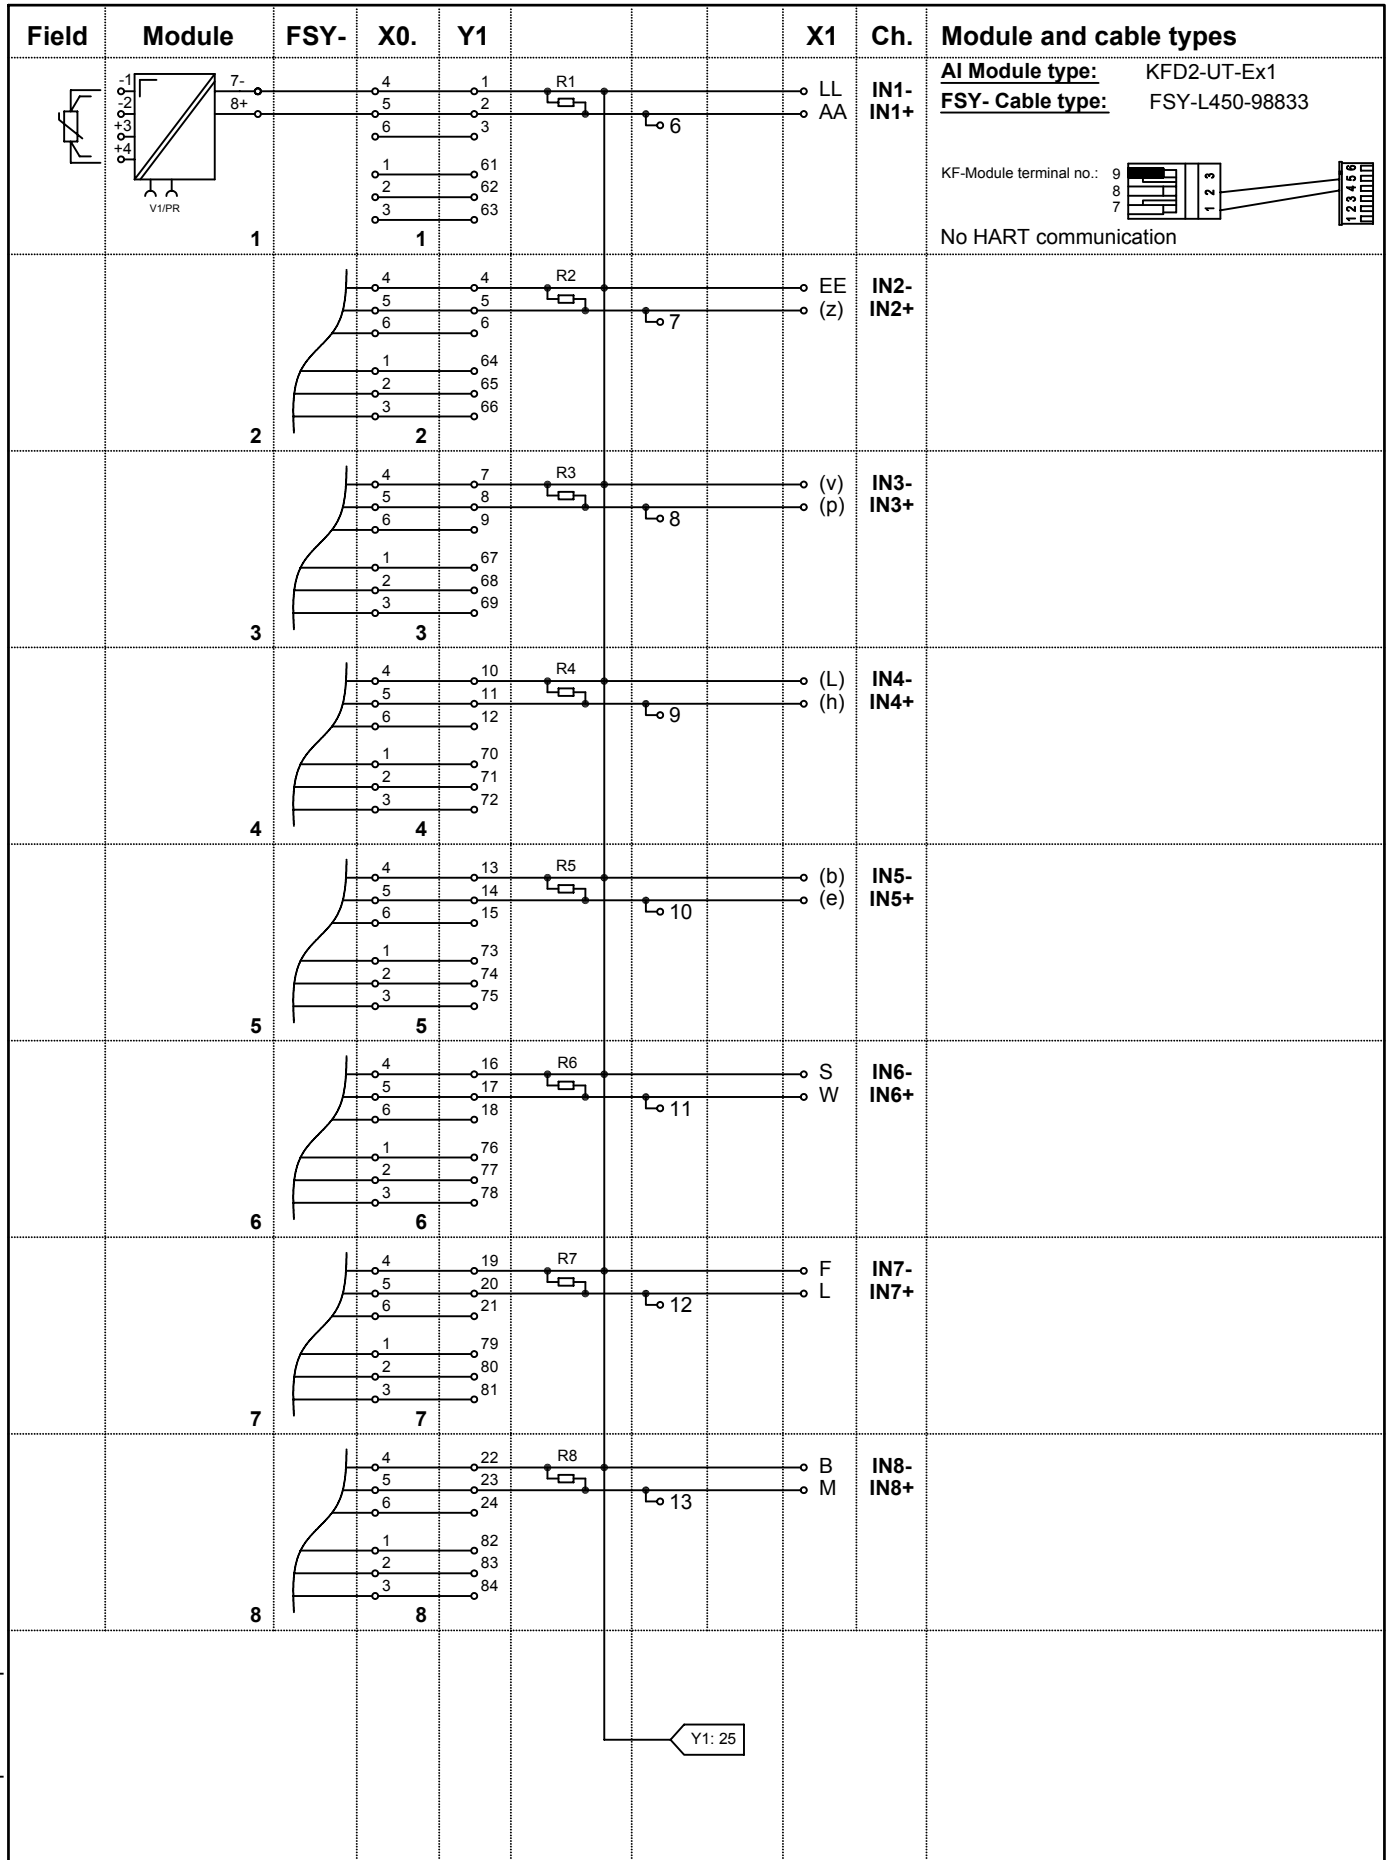 Field Module FSY- X0. Y1 X1 Ch. Module and cable types
-1 7- 4 1 R1 LL IN1- AI Module type: KFD2-UT-Ex1
-2 8+ 5 2 AA IN1+ FSY- Cable type: FSY-L450-98833
+3 6 3 6
+4
1 61
2 62
3 63
V1/PR
KF-Module terminal no.: 9 8 7
1 2 3
1 2 3 4 5 6
1 1 No HART communication
4 4 R2 EE IN2-
5 5 (z) IN2+
6 6 7
1 64
2 65
3 66
2 2
4 7 R3 (v) IN3-
5 8 (p) IN3+
6 9 8
1 67
2 68
3 69
3 3
4 10 R4 (L) IN4-
5 11 (h) IN4+
6 12 9
1 70
2 71
3 72
4 4
4 13 R5 (b) IN5-
5 14 (e) IN5+
6 15 10
1 73
2 74
3 75
5 5
4 16 R6 S IN6-
5 17 W IN6+
6 18 11
1 76
2 77
3 78
6 6
4 19 R7 F IN7-
5 20 L IN7+
6 21 12
1 79
2 80
3 81
7 7
4 22 R8 B IN8-
5 23 M IN8+
6 24 13
1 82
2 83
3 84
8 8
Y1: 25